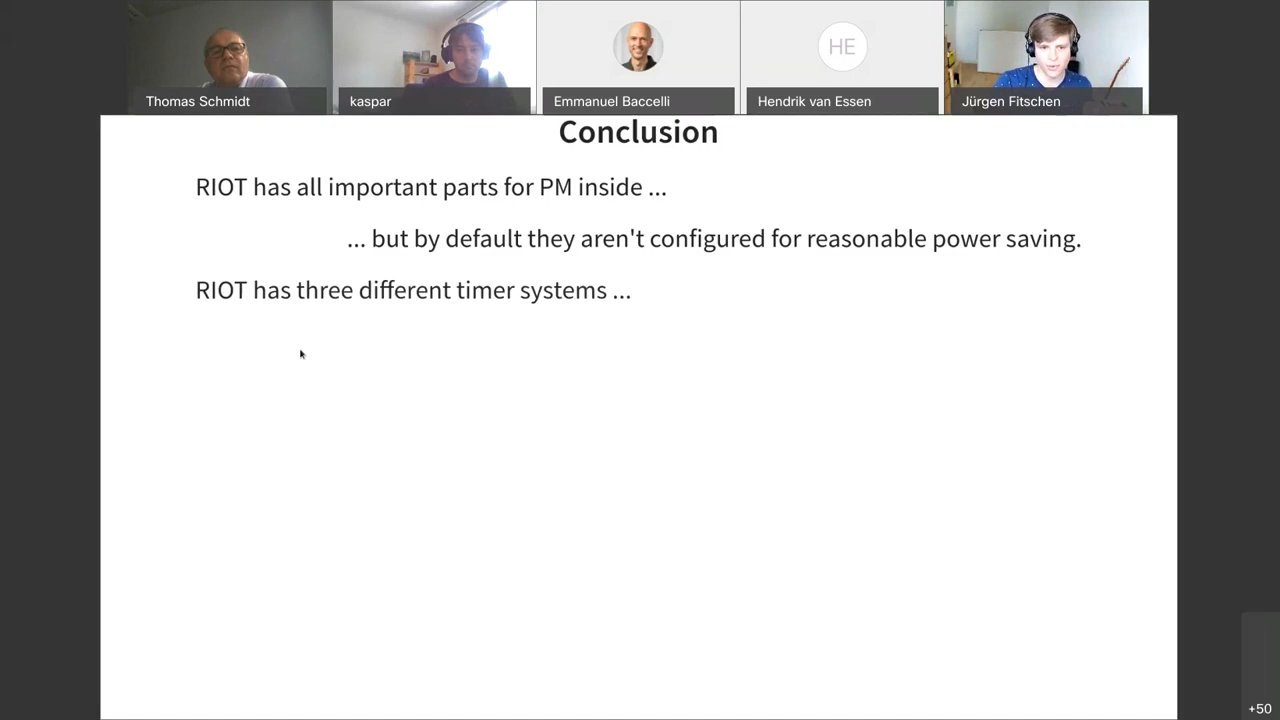 Thomas Schmidt
kaspar
Emmanuel Baccelli
HE
Hendrik van Essen
Jürgen Fitschen
Conclusion
RIOT has all important parts for PM inside ...
... but by default they aren't configured for reasonable power saving.
RIOT has three different timer systems ...
+50